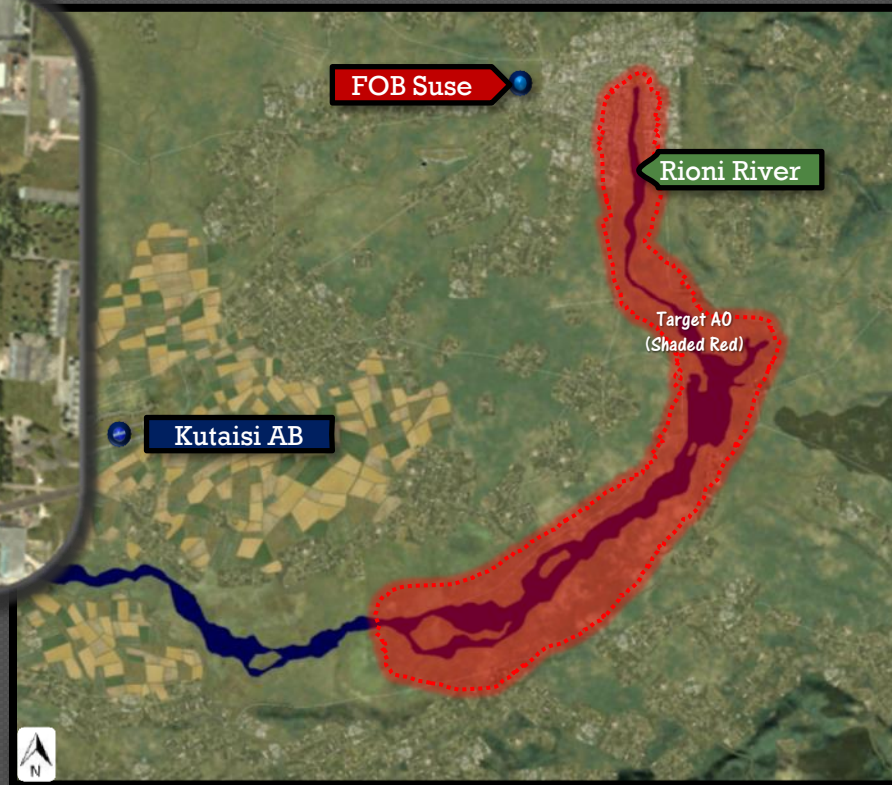 FOB Suse
Rioni River
Target AO
(Shaded Red)
Kutaisi AB
N